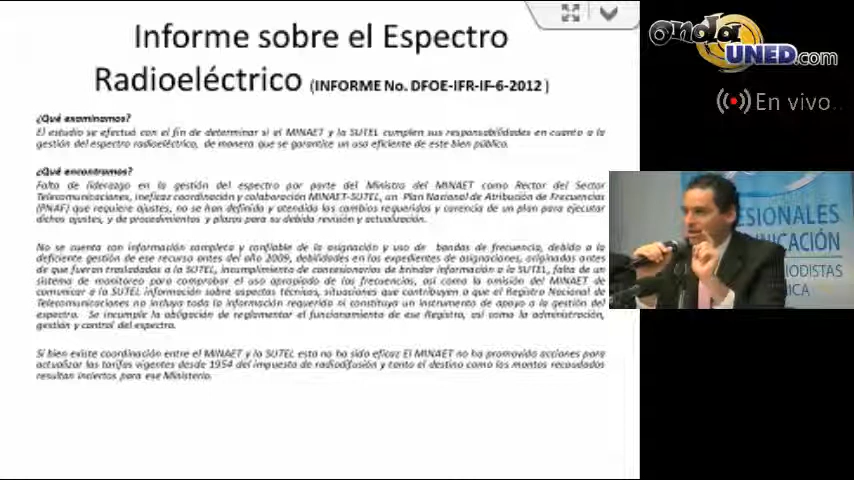 Informe sobre el Espectro
Radioeléctrico (INFORME No. DFOE-IFR-IF-6-2012 )
¿Qué examinamos?
El estudio se efectuó con el fin de determinar si el MINAET y la SUTEL cumplen sus responsabilidades en cuanto a la
gestión del espectro radioeléctrico, de manera que se garantice un uso eficiente de este bien público.
¿Qué encontramos?
Falta de liderazgo en la gestión del espectro por parte del Ministro del MINAET como Rector del Sector
Telecomunicaciones, ineficaz coordinación y colaboración MINAET-SUTEL, un Plan Nacional de Atribución de Frecuencias
(PNAF) que requiere ajustes, no se han definido y atendido los cambios requeridos y carencia de un plan para ejecutar
dichos ajustes, y de procedimientos y plazos para su debida revisión y actualización.
No se cuenta con información completa y confiable de la asignación y uso de bandas de frecuencia, debido a la
deficiente gestión de ese recurso antes del año 2009, debilidades en los expedientes de asignaciones, originadas antes
de que fueran trasladados a la SUTEL, incumplimiento de concesionarios de brindar información a la SUTEL, falta de un
sistema de monitoreo para comprobar el uso apropiado de las frecuencias, así como la omisión del MINAET de
comunicar a la SUTEL información sobre aspectos técnicos, situaciones que contribuyen a que el Registro Nacional de
Telecomunicaciones no incluya toda la información requerida ni constituya un instrumento de apoyo a la gestión del
espectro. Se incumple la obligación de reglamentar el funcionamiento de ese Registro, así como la administración,
gestión y control del espectro.
Si bien existe coordinación entre el MINAET y la SUTEL esta no ha sido eficaz El MINAET no ha promovido acciones para
actualizar las tarifas vigentes desde 1954 del impuesto de radiodifusión y tanto el destino como los montos recaudados
resultan inciertos para ese Ministerio.
onda
UNED.com
En vivo..
ESIONALES
UNICACIÓN
IODISTAS
ICA